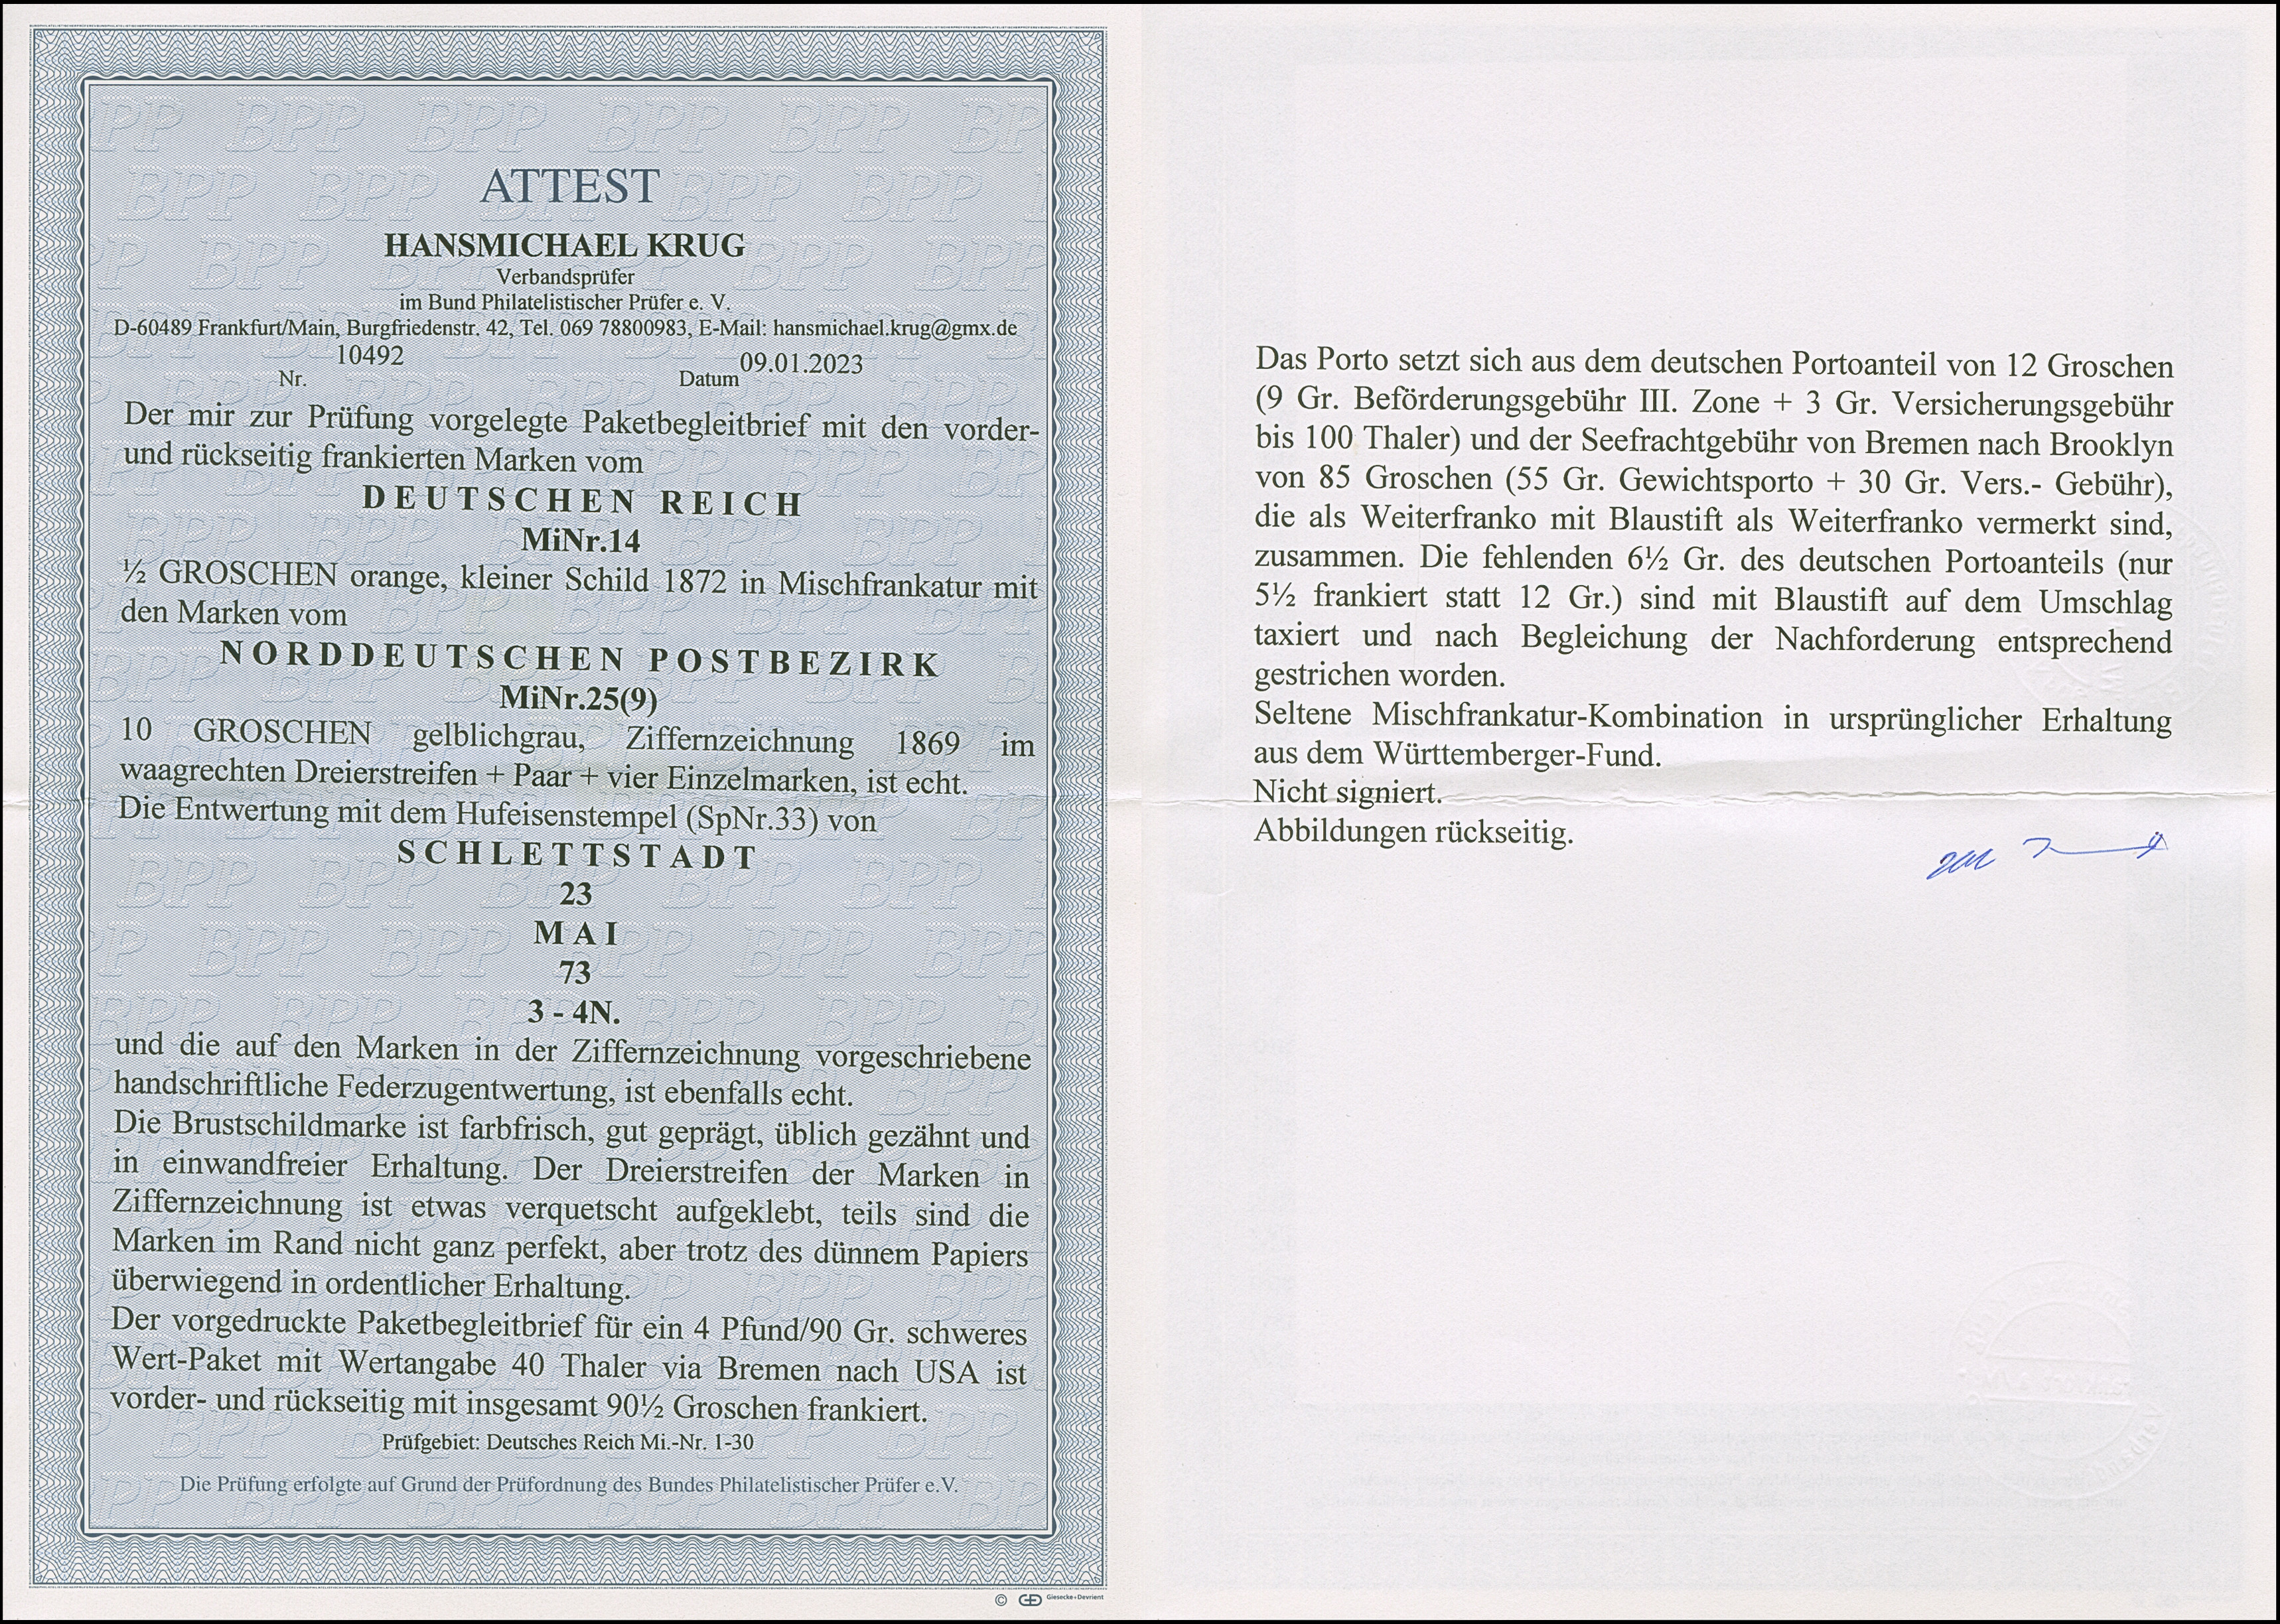 ATTEST
HANSMICHAEL KRUG
Verbandsprüfer
im Bund Philatelistischer Prüfer e. V.
D-60489 Frankfurt/Main, Burgfriedenstr. 42, Tel. 069 78800983, E-Mail: hansmichael.krug@gmx.de
Nr. 10492 Datum 09.01.2023
Der mir zur Prüfung vorgelegte Paketbegleitbrief mit den vorder-
und rückseitig frankierten Marken vom
DEUTSCHEN REICH
MiNr.14
½ GROSCHEN orange, kleiner Schild 1872 in Mischfrankatur mit
den Marken vom
NORDDEUTSCHEN POSTBEZIRK
MiNr.25(9)
10 GROSCHEN gelblichgrau, Ziffernzeichnung 1869 im
waagrechten Dreierstreifen + Paar + vier Einzelmarken, ist echt.
Die Entwertung mit dem Hufeisenstempel (SpNr.33) von
SCHLETTSTADT
23
MAI
73
3 - 4N.
und die auf den Marken in der Ziffernzeichnung vorgeschriebene
handschriftliche Federzugentwertung, ist ebenfalls echt.
Die Brustschildmarke ist farbfrisch, gut geprägt, üblich gezähnt und
in einwandfreier Erhaltung. Der Dreierstreifen der Marken in
Ziffernzeichnung ist etwas verquetscht aufgeklebt, teils sind die
Marken im Rand nicht ganz perfekt, aber trotz des dünnem Papiers
überwiegend in ordentlicher Erhaltung.
Der vorgedruckte Paketbegleitbrief für ein 4 Pfund/90 Gr. schweres
Wert-Paket mit Wertangabe 40 Thaler via Bremen nach USA ist
vorder- und rückseitig mit insgesamt 90½ Groschen frankiert.
Prüfgebiet: Deutsches Reich Mi.-Nr. 1-30
Die Prüfung erfolgte auf Grund der Prüfordnung des Bundes Philatelistischer Prüfer e.V.
© Giesecke+Devrient
Das Porto setzt sich aus dem deutschen Portoanteil von 12 Groschen
(9 Gr. Beförderungsgebühr III. Zone + 3 Gr. Versicherungsgebühr
bis 100 Thaler) und der Seefrachtgebühr von Bremen nach Brooklyn
von 85 Groschen (55 Gr. Gewichtsporto + 30 Gr. Vers.- Gebühr),
die als Weiterfranko mit Blaustift als Weiterfranko vermerkt sind,
zusammen. Die fehlenden 6½ Gr. des deutschen Portoanteils (nur
5½ frankiert statt 12 Gr.) sind mit Blaustift auf dem Umschlag
taxiert und nach Begleichung der Nachforderung entsprechend
gestrichen worden.
Seltene Mischfrankatur-Kombination in ursprünglicher Erhaltung
aus dem Württemberger-Fund.
Nicht signiert.
Abbildungen rückseitig.